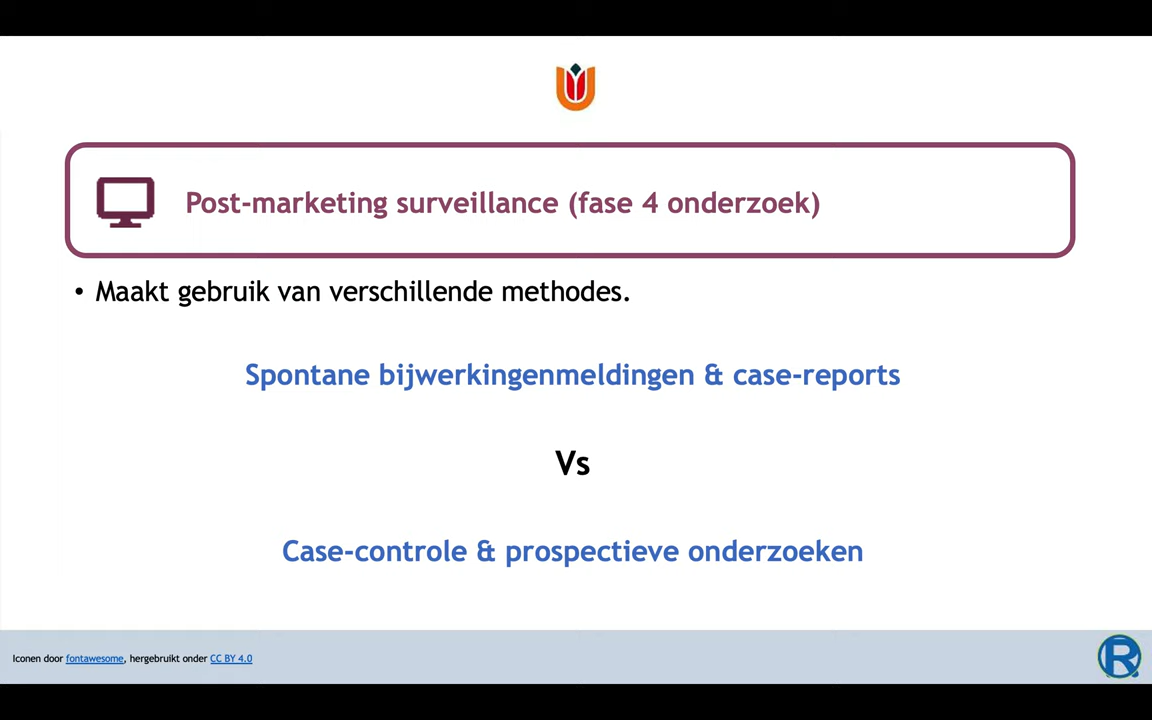 Post-marketing surveillance (fase 4 onderzoek)
• Maakt gebruik van verschillende methodes.
Spontane bijwerkingenmeldingen & case-reports
Vs
Case-controle & prospectieve onderzoeken
Iconen door fontawesome, hergebruikt onder CC BY 4.0
R